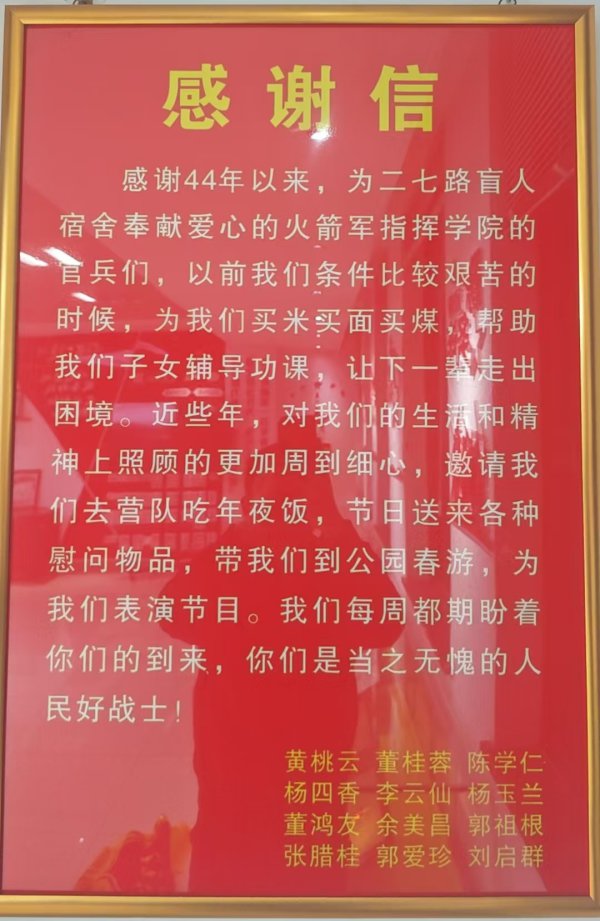 感谢信
感谢44年以来，为二七路盲人
宿舍奉献爱心的火箭军指挥学院的
官兵们，以前我们条件比较艰苦的
时候，为我们买米买面买煤，帮助
我们子女辅导功课，让下一辈走出
困境。近些年，对我们的生活和精
神上照顾的更加周到细心，邀请我
们去营队吃年夜饭，节日送来各种
慰问物品，带我们到公园春游，为
我们表演节目。我们每周都期盼着
你们的到来，你们是当之无愧的人
民好战士！
黄桃云 董桂蓉 陈学仁
杨四香 李云仙 杨玉兰
董鸿友 余美昌 郭祖根
张腊桂 郭爱珍 刘启群